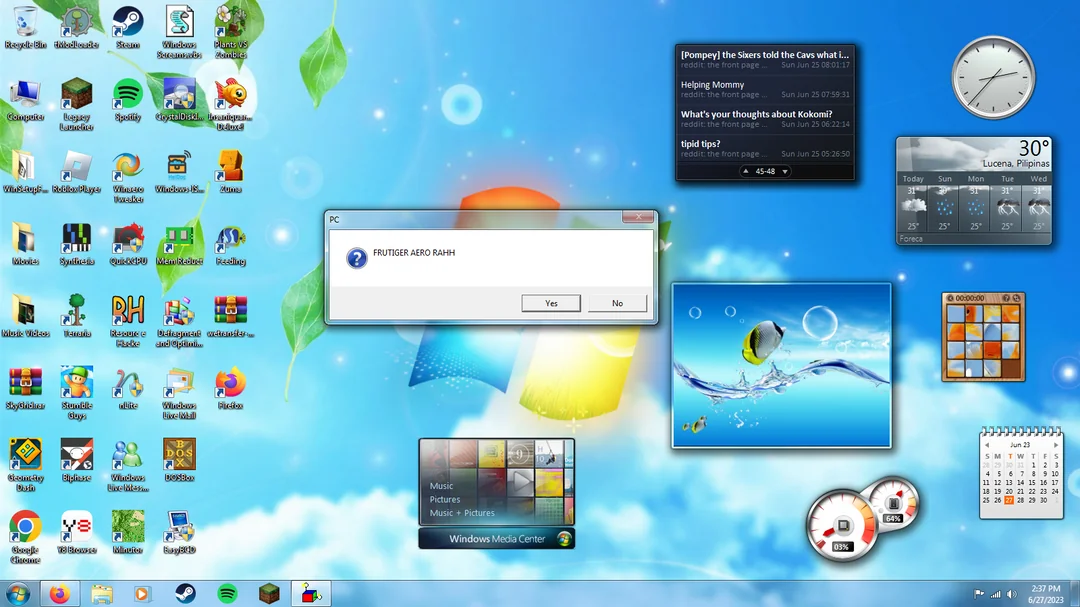 Recycle Bin
tModLoader
Steam
Windows
Screams.vbs
Plants VS
Zombies
Computer
Legacy
Launcher
Spotify
CrystalDiskI...
Insaniquar...
Deluxe!
WinSetupF...
Roblox Player
Winaero
Tweaker
Windows IS...
Zuma
Movies
Synthesia
QuickCPU
Mem Reduct
Feeding
Music Videos
Terraria
RH
Resource
Hacke
Defragment
and Optimi...
wetransfer-...
SkyGridirar
Stumble
Guys
nLite
Windows
Live Mail
Firefox
Geometry
Dash
Biphase
Windows
Live Mess...
DOSBox
Google
Chrome
Y8
Y8 Browser
Minutor
EasyBCD
PC
FRUTIGER AERO RAHH
Yes
No
[Pompey] the Sixers told the Cavs what i...
reddit: the front page ...
Sun Jun 25 08:01:17
Helping Mommy
reddit: the front page ...
Sun Jun 25 07:59:31
What's your thoughts about Kokomi?
reddit: the front page ...
Sun Jun 25 06:22:14
tipid tips?
reddit: the front page ...
Sun Jun 25 05:26:50
45-48
30°
Lucena, Pilipinas
Today Sun Mon Tue Wed
31° 30° 31° 31° 31°
25° 25° 25° 25° 25°
Foreca
00:00:00
Music
Pictures
Music + Pictures
Windows Media Center
03%
64%
Jun 23
S M T W T F S
28 29 30 31 1 2 3
4 5 6 7 8 9 10
11 12 13 14 15 16 17
18 19 20 21 22 23 24
25 26 27 28 29 30 1
2:37 PM
6/27/2023